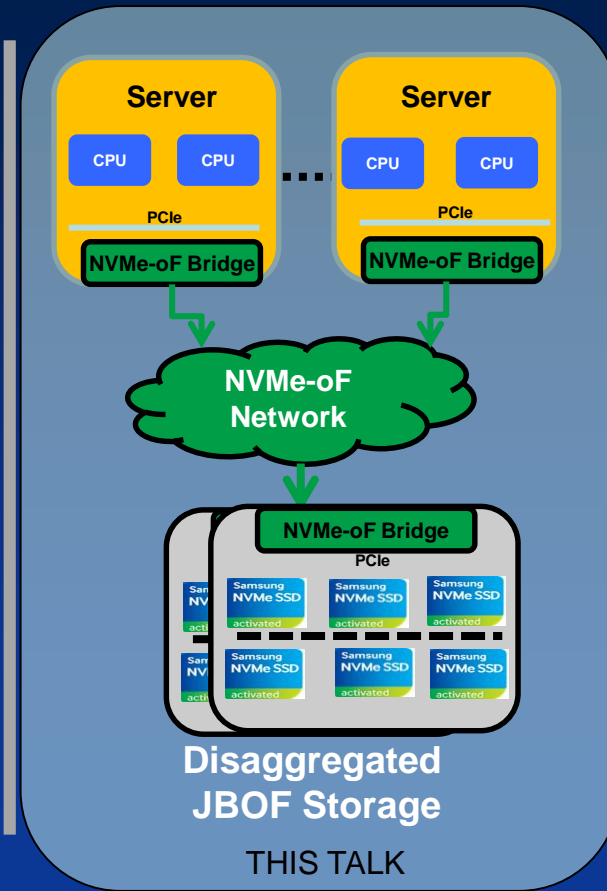 Server
Server
CPU
CPU
CPU
CPU
PCIe
PCIe
NVMe-oF Bridge
NVMe-oF Bridge
NVMe-oF
Network
NVMe-oF Bridge
PCIe
Samsung
NVMe SSD
activated
Samsung
NVMe SSD
activated
Samsung
NVMe SSD
activated
Samsung
NVMe SSD
activated
Samsung
NVMe SSD
activated
Samsung
NVMe SSD
activated
Disaggregated
JBOF Storage
THIS TALK